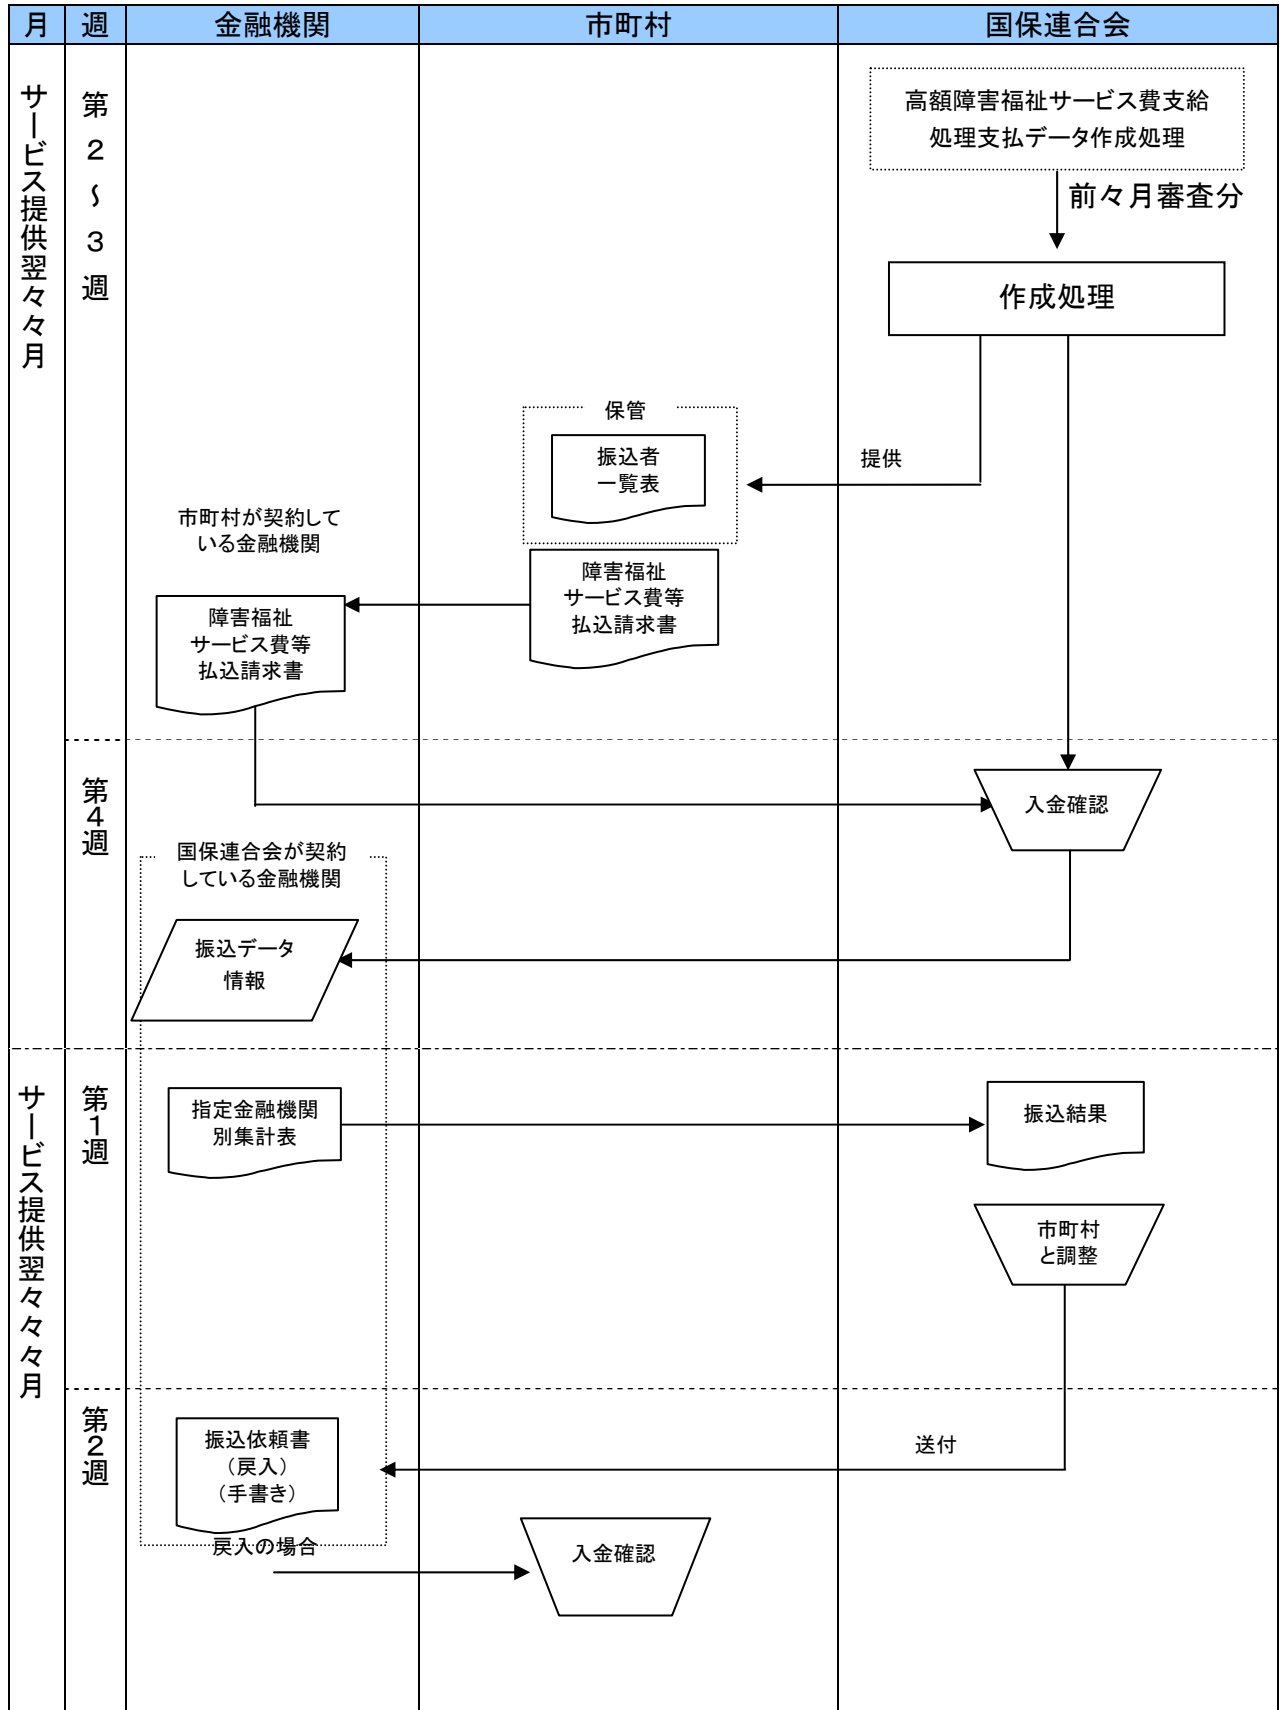 月 週 金融機関 市町村 国保連合会
サービス提供翌々月
第2～3週
高額障害福祉サービス費支給
処理支払データ作成処理
前々月審査分
作成処理
保管
振込者
一覧表
提供
市町村が契約して
いる金融機関
障害福祉
サービス費等
払込請求書
障害福祉
サービス費等
払込請求書
第4週
入金確認
国保連合会が契約
している金融機関
振込データ
情報
サービス提供翌々々月
第1週
指定金融機関
別集計表
振込結果
市町村
と調整
第2週
振込依頼書
（戻入）
（手書き）
送付
戻入の場合
入金確認